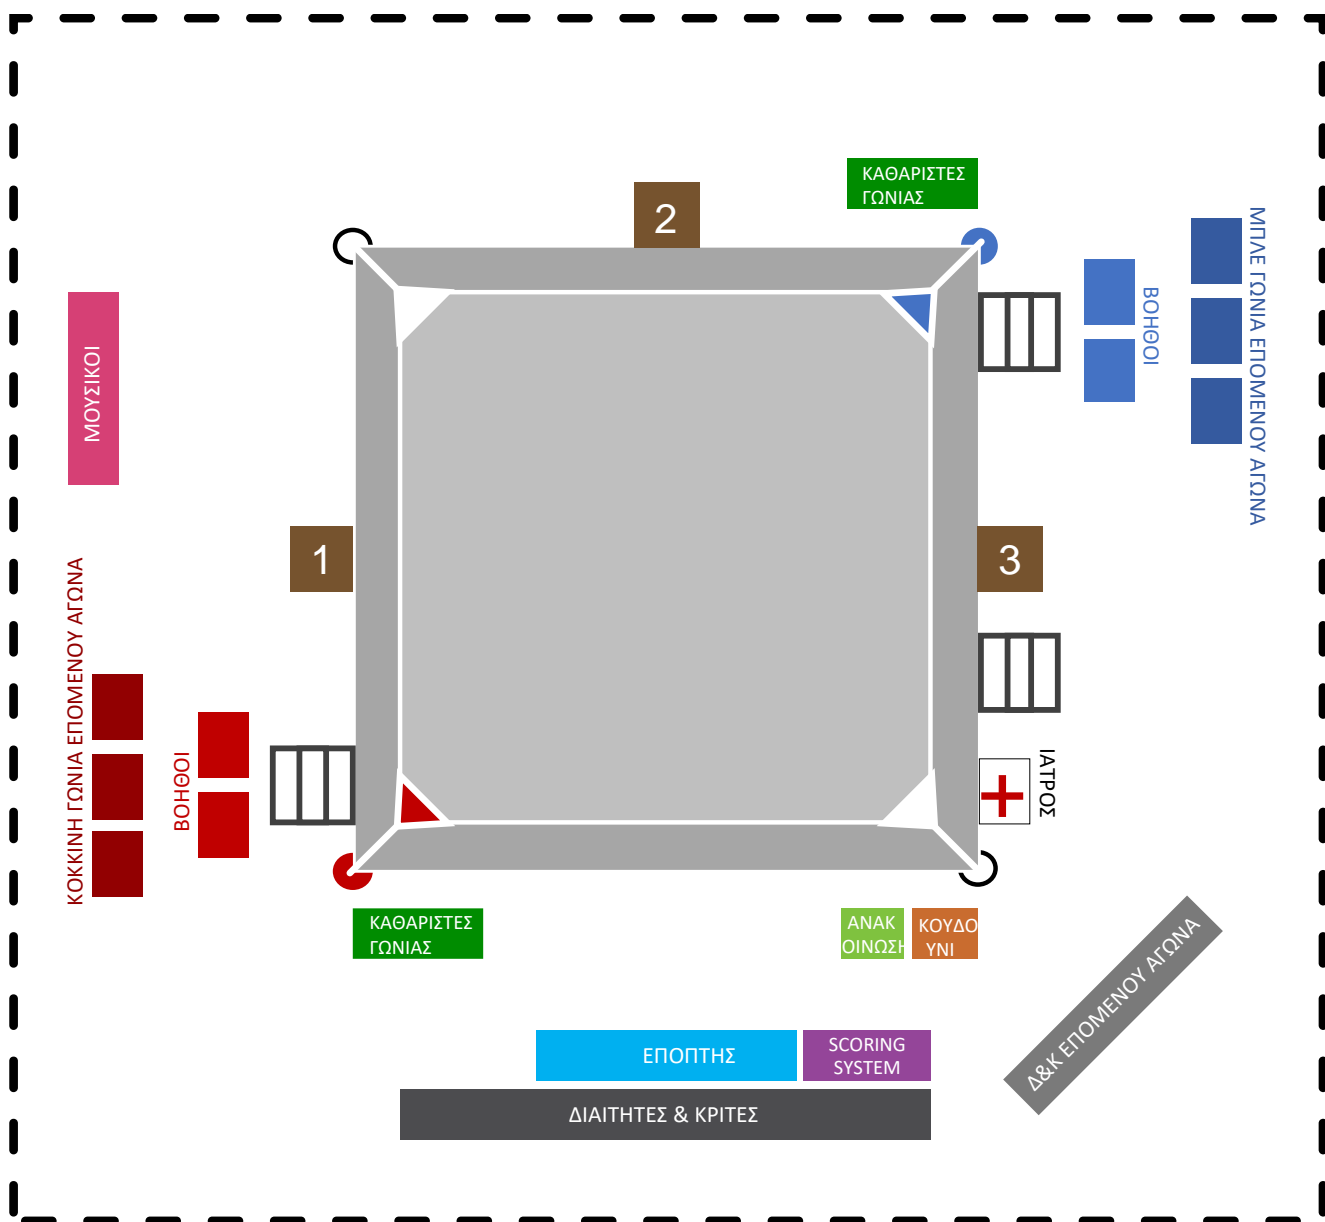 ΚΑΘΑΡΙΣΤΕΣ
ΓΩΝΙΑΣ
2
ΜΠΛΕ ΓΩΝΙΑ ΕΠΟΜΕΝΟΥ ΑΓΩΝΑ
ΒΟΗΘΟΙ
ΜΟΥΣΙΚΟΙ
1
3
ΚΟΚΚΙΝΗ ΓΩΝΙΑ ΕΠΟΜΕΝΟΥ ΑΓΩΝΑ
ΒΟΗΘΟΙ
ΙΑΤΡΟΣ
ΚΑΘΑΡΙΣΤΕΣ
ΓΩΝΙΑΣ
ΑΝΑΚ
ΟΙΝΩΣΗ
ΚΟΥΔΟ
ΥΝΙ
Δ&Κ ΕΠΟΜΕΝΟΥ ΑΓΩΝΑ
ΕΠΟΠΤΗΣ
SCORING
SYSTEM
ΔΙΑΙΤΗΤΕΣ & ΚΡΙΤΕΣ